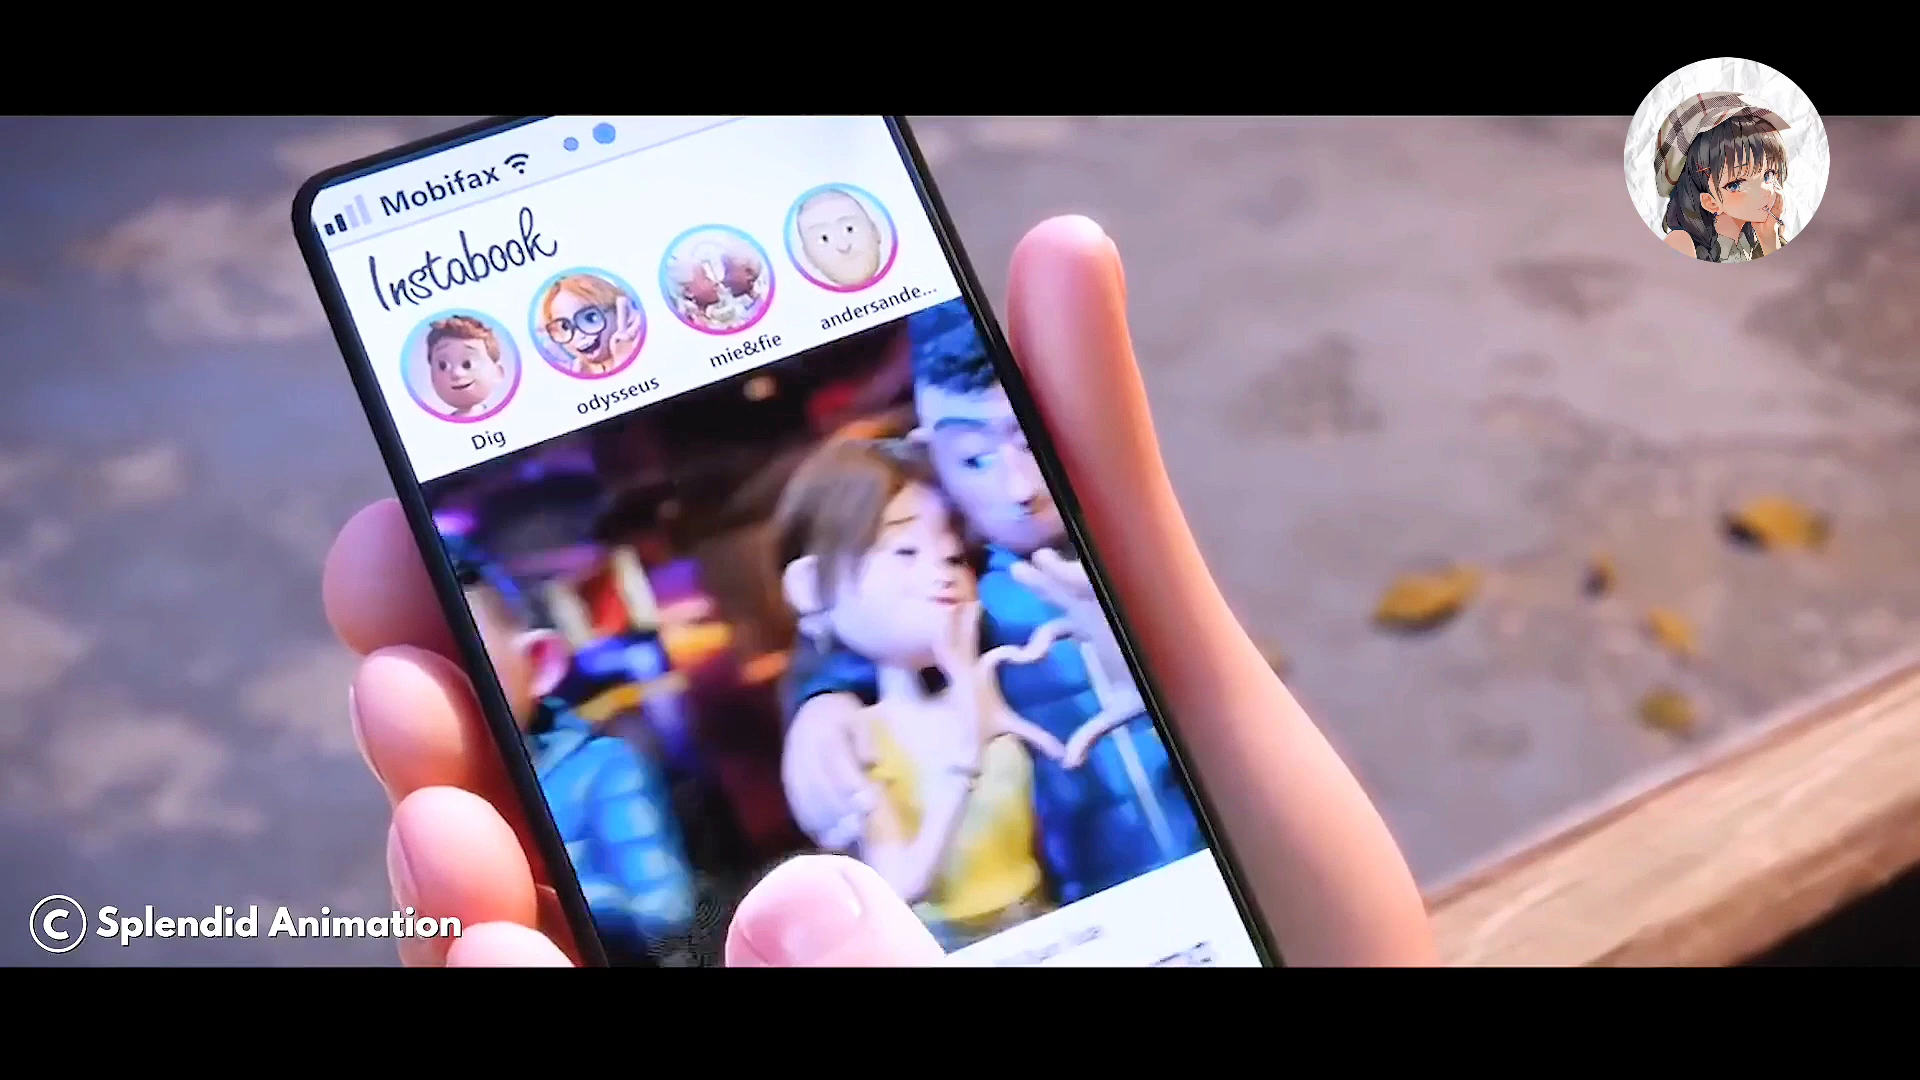 Mobifax
Instabook
Dig
odysseus
mie&fie
andersande...
© Splendid Animation